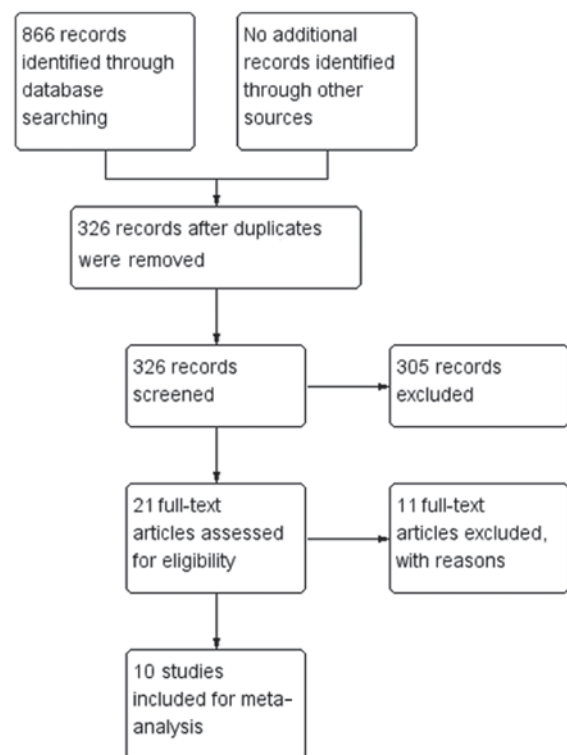 866 records
identified through
database
searching
No additional
records identified
through other
sources
326 records after duplicates
were removed
326 records
screened
305 records
excluded
21 full-text
articles assessed
for eligibility
11 full-text
articles excluded,
with reasons
10 studies
included for meta-
analysis